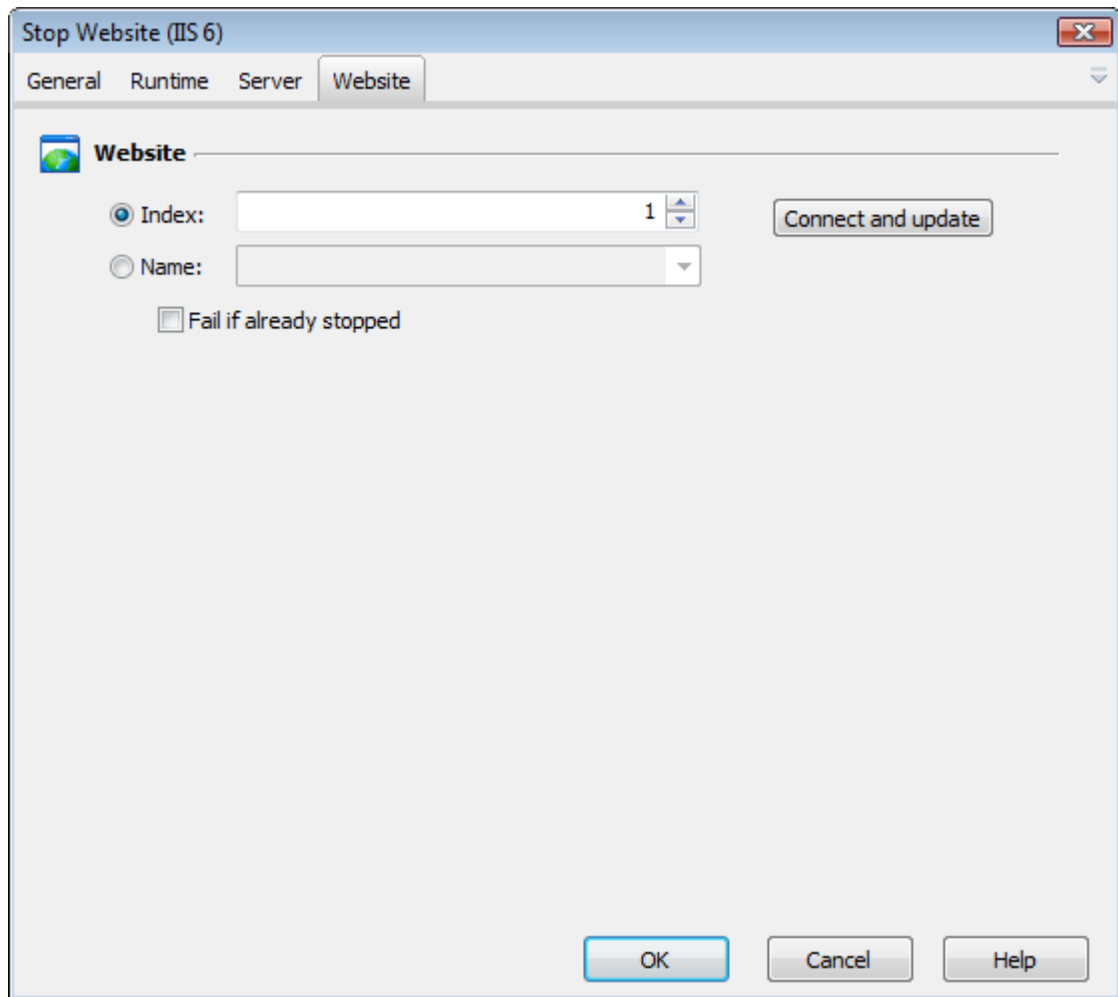 Stop Website (IIS 6)
General Runtime Server Website
Website
Index: 1 Connect and update
Name:
Fail if already stopped
OK Cancel Help